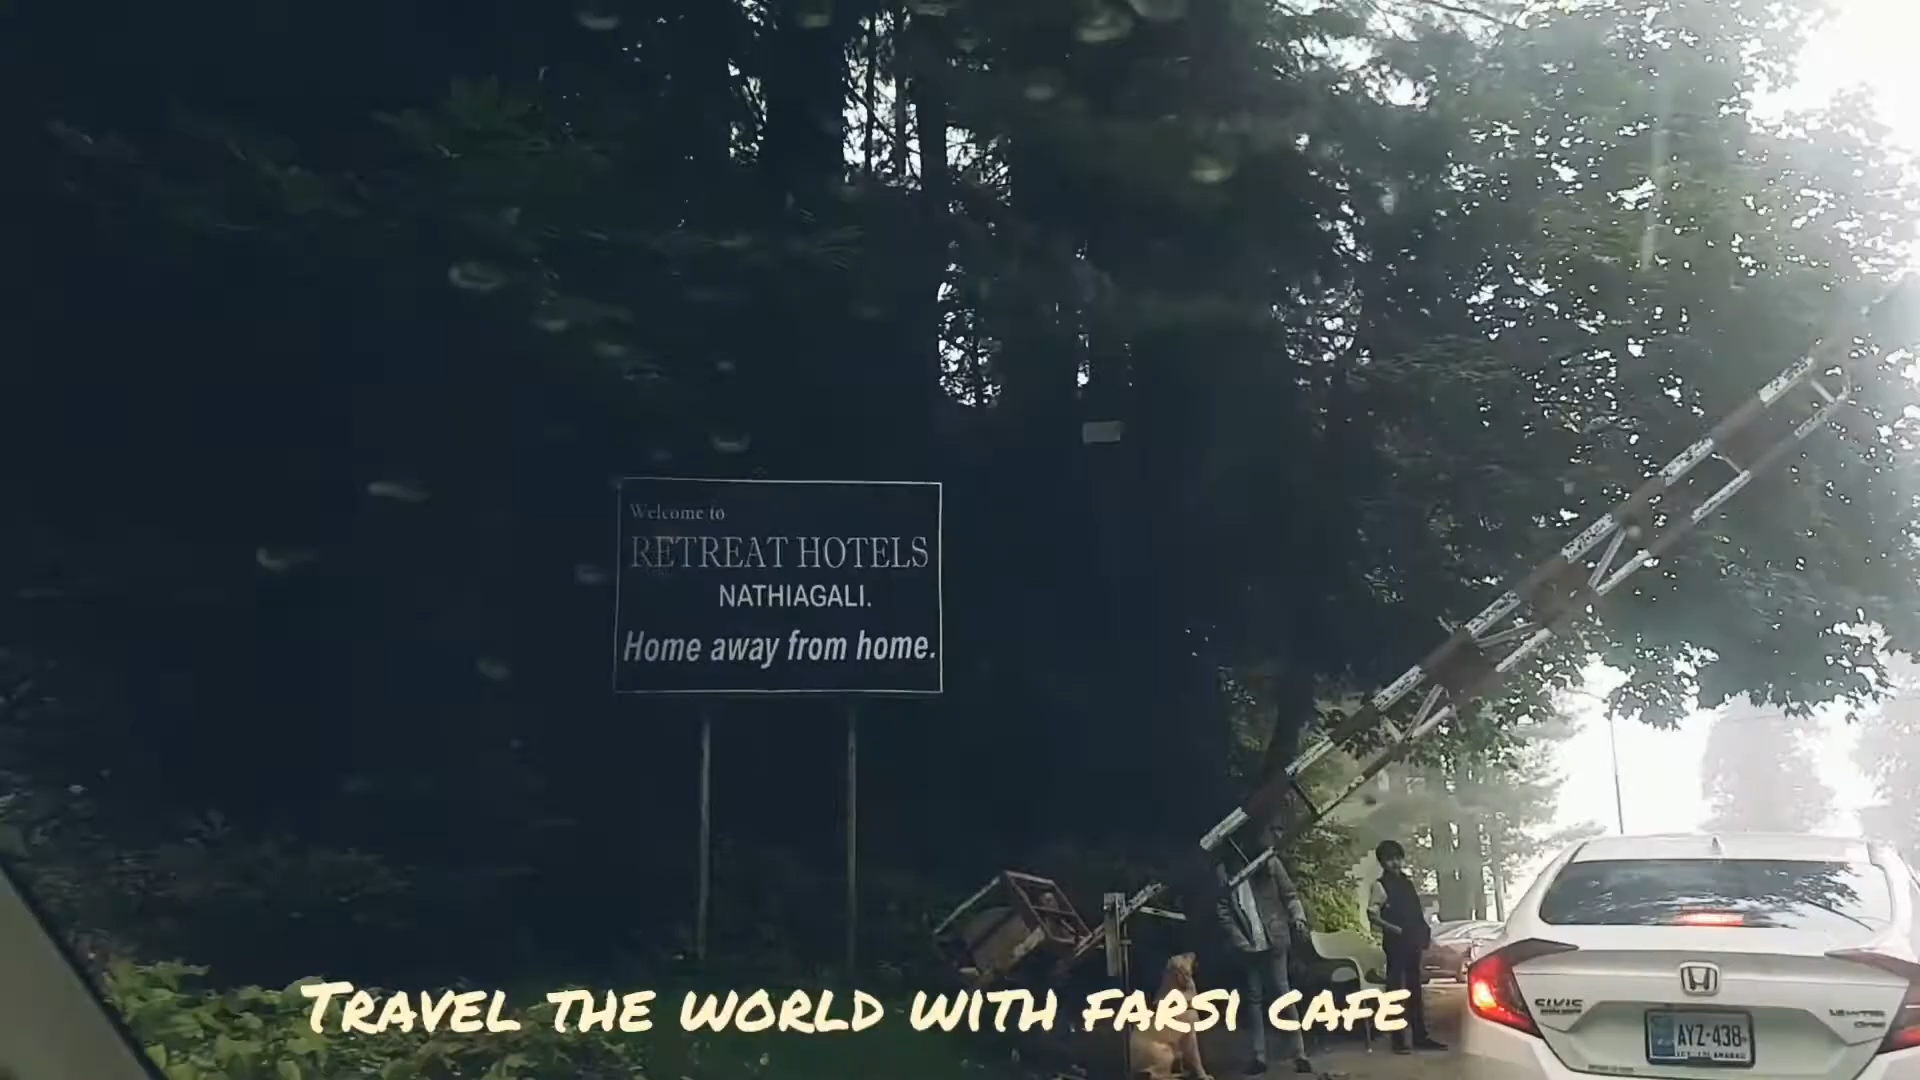 Welcome to
RETREAT HOTELS
NATHIAGALI.
Home away from home.
TRAVEL THE WORLD WITH FARSI CAFE
CIVIC
AYZ-438